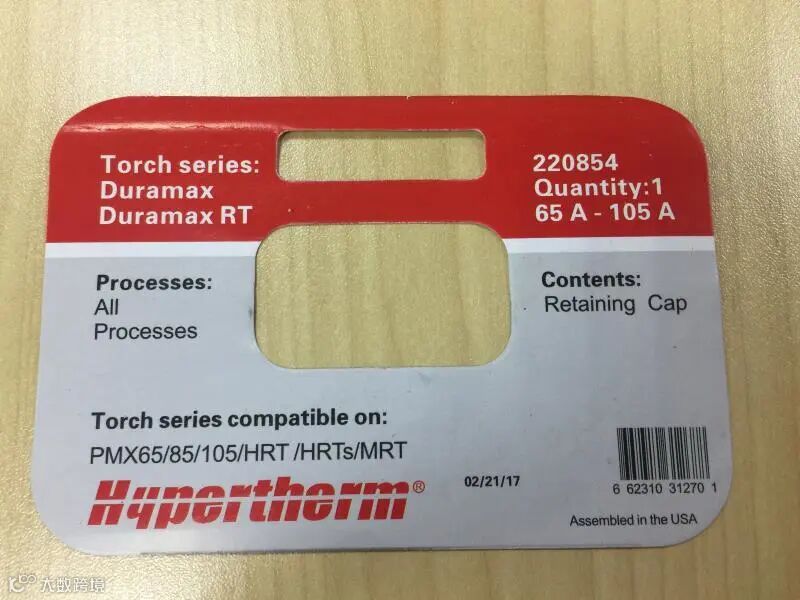 Torch series:
Duramax
Duramax RT
220854
Quantity:1
65 A - 105 A
Processes:
All
Processes
Contents:
Retaining Cap
Torch series compatible on:
PMX65/85/105/HRT /HRTs/MRT
Hypertherm®
02/21/17
6 62310 31270 1
Assembled in the USA
大数跨境